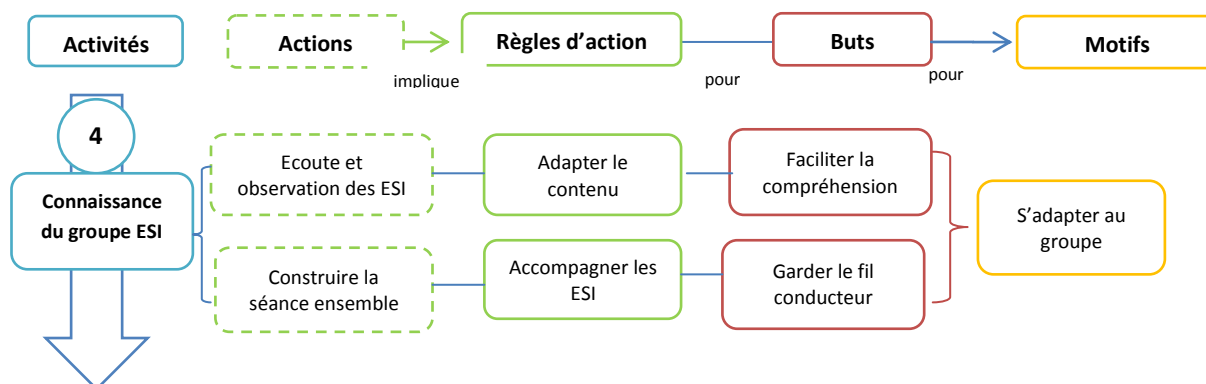 Activités
Actions
implique
Règles d'action
pour
Buts
pour
Motifs
4
Connaissance
du groupe ESI
Ecoute et
observation des ESI
Adapter le
contenu
Faciliter la
compréhension
Construire la
séance ensemble
Accompagner les
ESI
Garder le fil
conducteur
S'adapter au
groupe